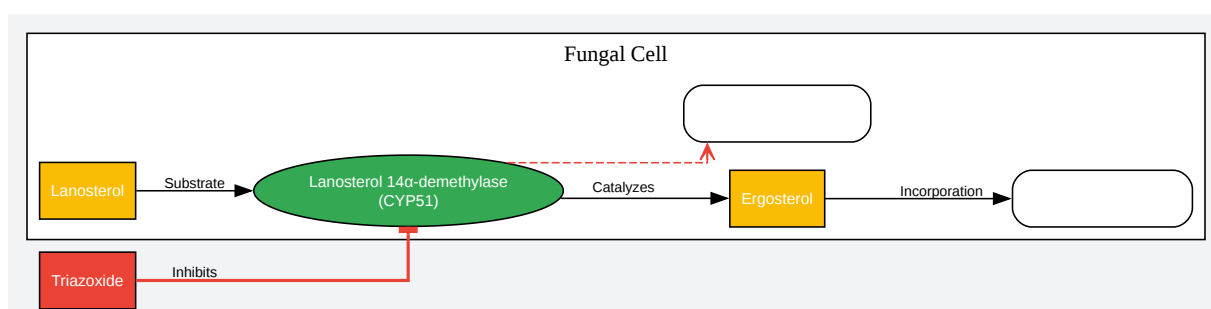 Fungal Cell
Lanosterol
Substrate
Lanosterol 14α-demethylase
(CYP51)
Catalyzes
Ergosterol
Incorporation
Triazoxide
Inhibits